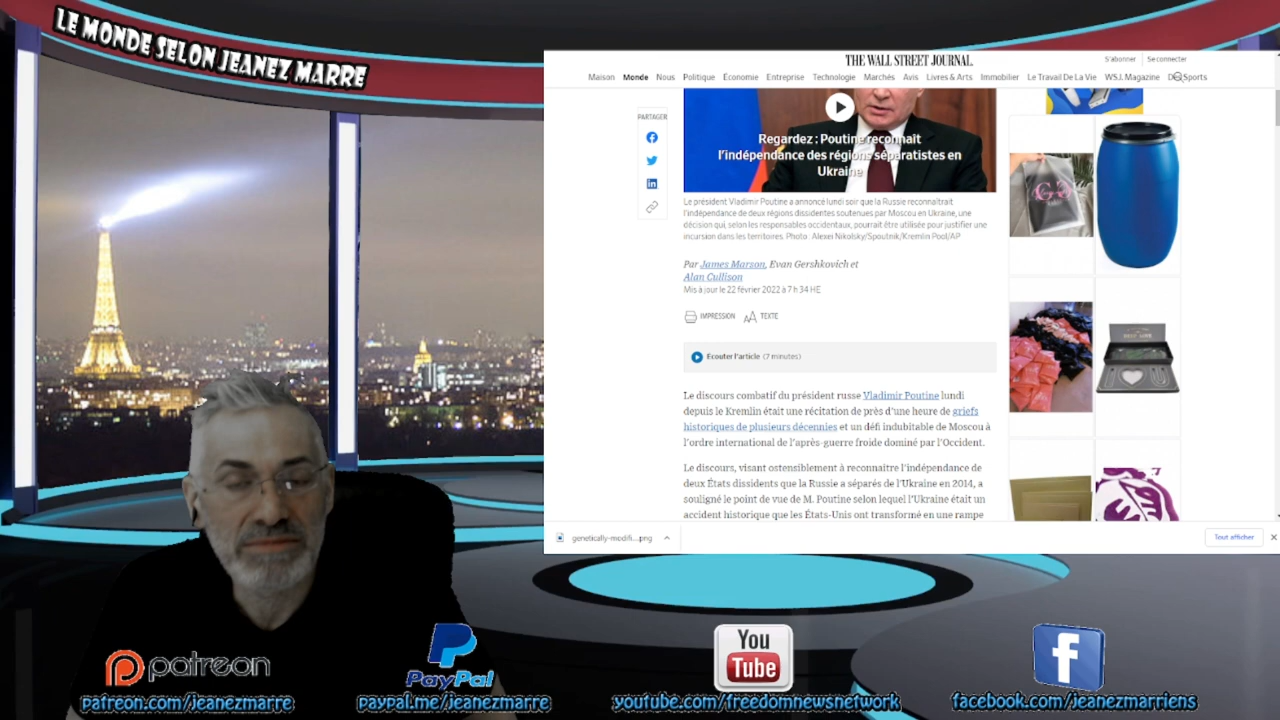 LE MONDE SELON JEANEZ MARRE
THE WALL STREET JOURNAL.
S'abonner Se connecter
Maison Monde Nous Politique Économie Entreprise Technologie Marchés Avis Livres & Arts Immobilier Le Travail De La Vie WSJ. Magazine Sports
PARTAGER
Regardez : Poutine reconnaît
l'indépendance des régions séparatistes en
Ukraine
Le président Vladimir Poutine a annoncé lundi soir que la Russie reconnaîtrait
l'indépendance de deux régions dissidentes soutenues par Moscou en Ukraine, une
décision qui, selon les responsables occidentaux, pourrait être utilisée pour justifier une
incursion dans les territoires. Photo : Alexei Nikolsky/Spoutnik/Kremlin Pool/AP
Par James Marson, Evan Gershkovich et
Alan Cullison
Mis à jour le 22 février 2022 à 7 h 34 HE
IMPRESSION AA TEXTE
Ecouter l'article (7 minutes)
Le discours combatif du président russe Vladimir Poutine lundi
depuis le Kremlin était une récitation de près d'une heure de griefs
historiques de plusieurs décennies et un défi indubitable de Moscou à
l'ordre international de l'après-guerre froide dominé par l'Occident.
Le discours, visant ostensiblement à reconnaître l'indépendance de
deux États dissidents que la Russie a séparés de l'Ukraine en 2014, a
souligné le point de vue de M. Poutine selon lequel l'Ukraine était un
accident historique que les États-Unis ont transformé en une rampe
genetically-modifi...png
Tout afficher
patreon
PayPal
You
Tube
f
patreon.com/jeanezmarre
paypal.me/jeanezmarre
youtube.com/freedomnewsnetwork
facebook.com/jeanezmarriens